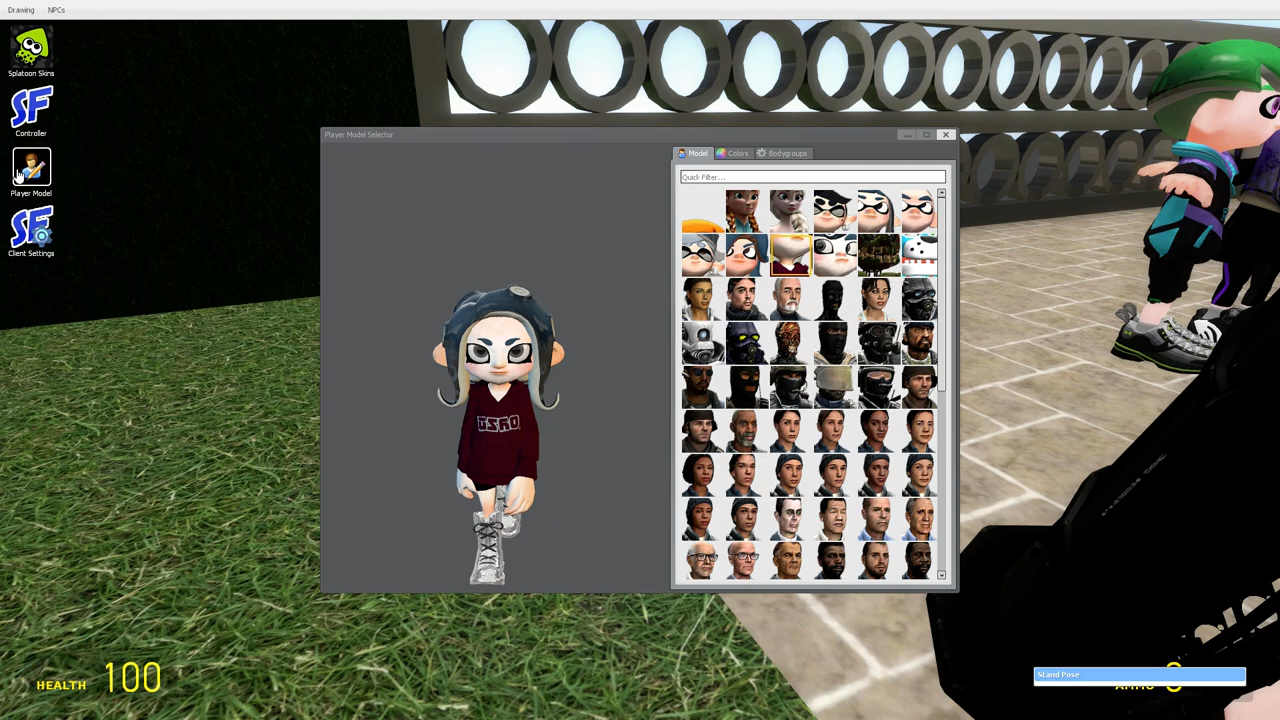 Drawing NPCs
Splatoon Skins
SF
Controller
Player Model
SF
Client Settings
Player Model Selector
Model Colors Bodygroups
Quick Filter...
HEALTH 100
Stand Pose